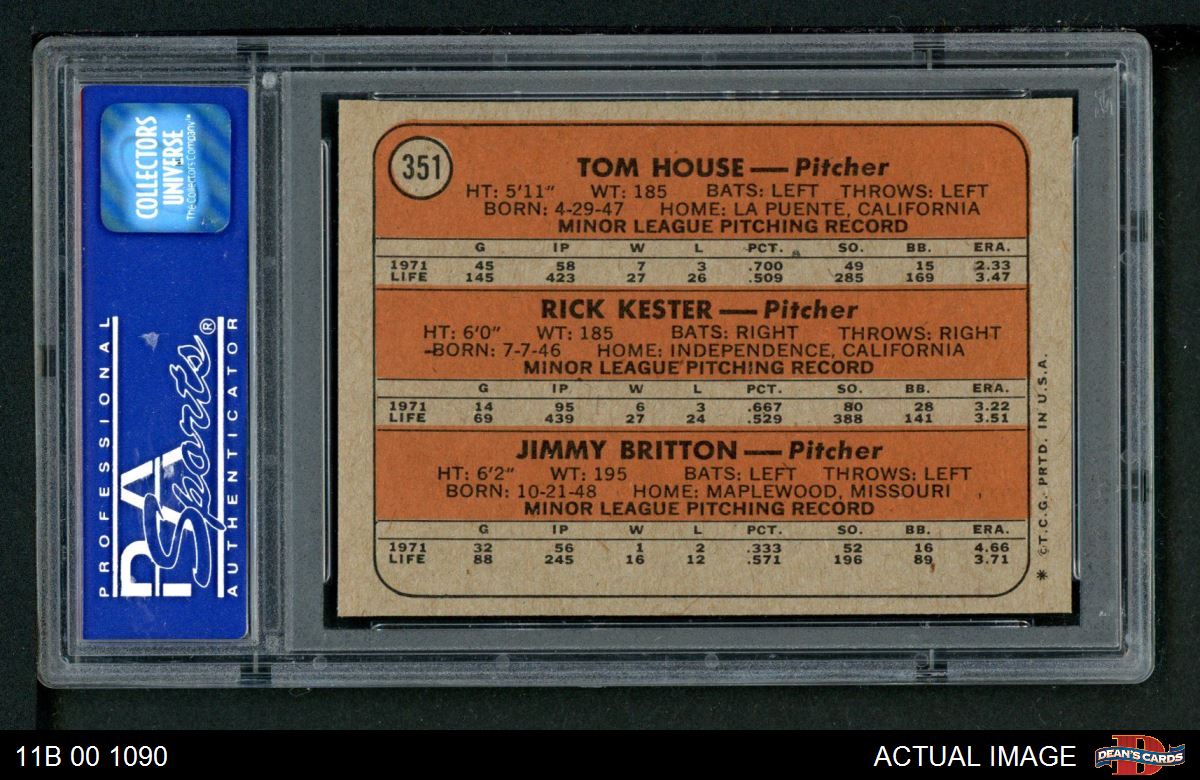 COLLECTORS
UNIVERSE
The Collectors Company™
PROFESSIONAL
PSA
Sports®
AUTHENTICATOR
351
TOM HOUSE — Pitcher
HT: 5'11" WT: 185 BATS: LEFT THROWS: LEFT
BORN: 4-29-47 HOME: LA PUENTE, CALIFORNIA
MINOR LEAGUE PITCHING RECORD
G IP W L PCT. SO. BB. ERA.
1971 45 58 7 3 .700 49 15 2.33
LIFE 145 423 27 26 .509 285 169 3.47
RICK KESTER — Pitcher
HT: 6'0" WT: 185 BATS: RIGHT THROWS: RIGHT
BORN: 7-7-46 HOME: INDEPENDENCE, CALIFORNIA
MINOR LEAGUE PITCHING RECORD
G IP W L PCT. SO. BB. ERA.
1971 14 95 6 3 .667 80 28 3.22
LIFE 69 439 27 24 .529 388 141 3.51
JIMMY BRITTON — Pitcher
HT: 6'2" WT: 195 BATS: LEFT THROWS: LEFT
BORN: 10-21-48 HOME: MAPLEWOOD, MISSOURI
MINOR LEAGUE PITCHING RECORD
G IP W L PCT. SO. BB. ERA.
1971 32 56 1 2 .333 52 16 4.66
LIFE 88 245 16 12 .571 196 89 3.71
* ©T.C.G. PRTD. IN U.S.A.
11B 00 1090
ACTUAL IMAGE
D
DEAN'S CARDS